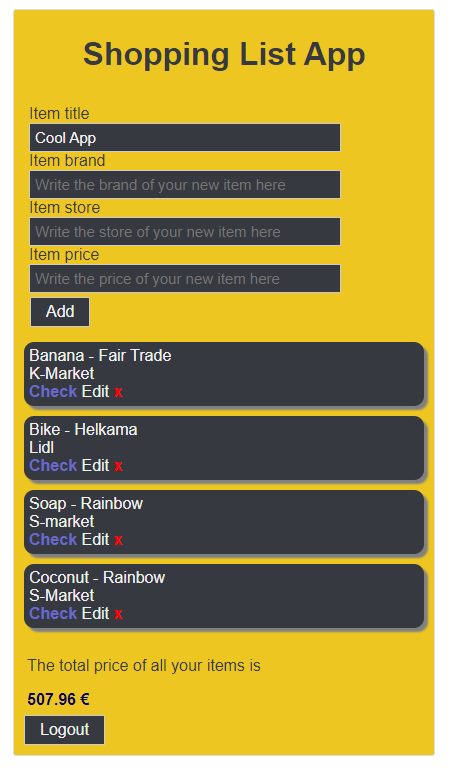 Shopping List App
Item title
Cool App
Item brand
Write the brand of your new item here
Item store
Write the store of your new item here
Item price
Write the price of your new item here
Add
Banana - Fair Trade
K-Market
Check Edit x
Bike - Helkama
Lidl
Check Edit x
Soap - Rainbow
S-market
Check Edit x
Coconut - Rainbow
S-Market
Check Edit x
The total price of all your items is
507.96 €
Logout